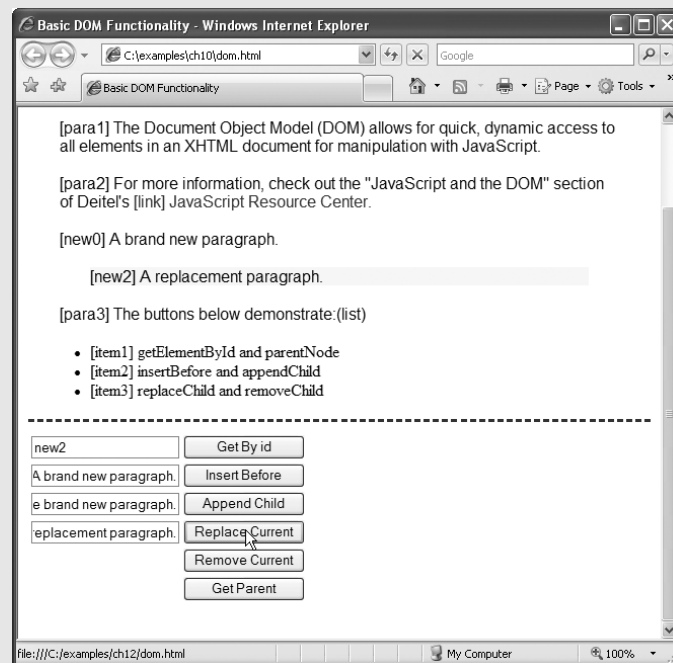 Basic DOM Functionality - Windows Internet Explorer
C:\examples\ch10\dom.html
Google
Basic DOM Functionality
Page
Tools
»
[para1] The Document Object Model (DOM) allows for quick, dynamic access to
all elements in an XHTML document for manipulation with JavaScript.
[para2] For more information, check out the "JavaScript and the DOM" section
of Deitel's [link] JavaScript Resource Center.
[new0] A brand new paragraph.
[new2] A replacement paragraph.
[para3] The buttons below demonstrate:(list)
• [item1] getElementById and parentNode
• [item2] insertBefore and appendChild
• [item3] replaceChild and removeChild
new2 Get By id
A brand new paragraph. Insert Before
e brand new paragraph. Append Child
replacement paragraph. Replace Current
Remove Current
Get Parent
file:///C:/examples/ch12/dom.html My Computer 100%